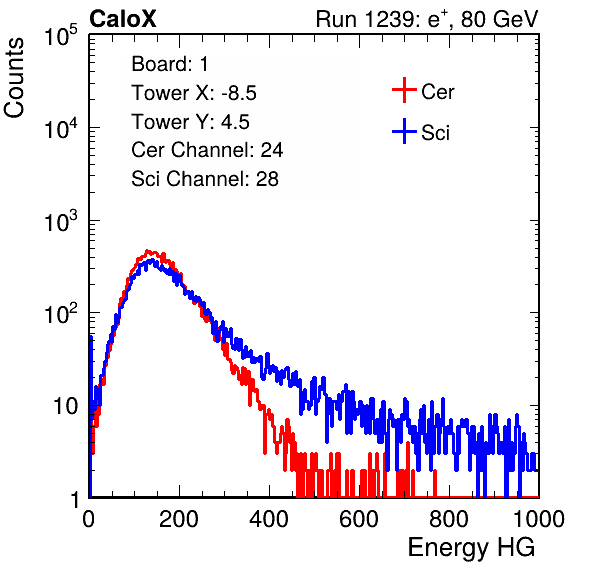 CaloX Run 1239: e⁺, 80 GeV
Counts
10⁵
10⁴
10³
10²
10
1
Board: 1
Tower X: -8.5
Tower Y: 4.5
Cer Channel: 24
Sci Channel: 28
Cer
Sci
0 200 400 600 800 1000
Energy HG